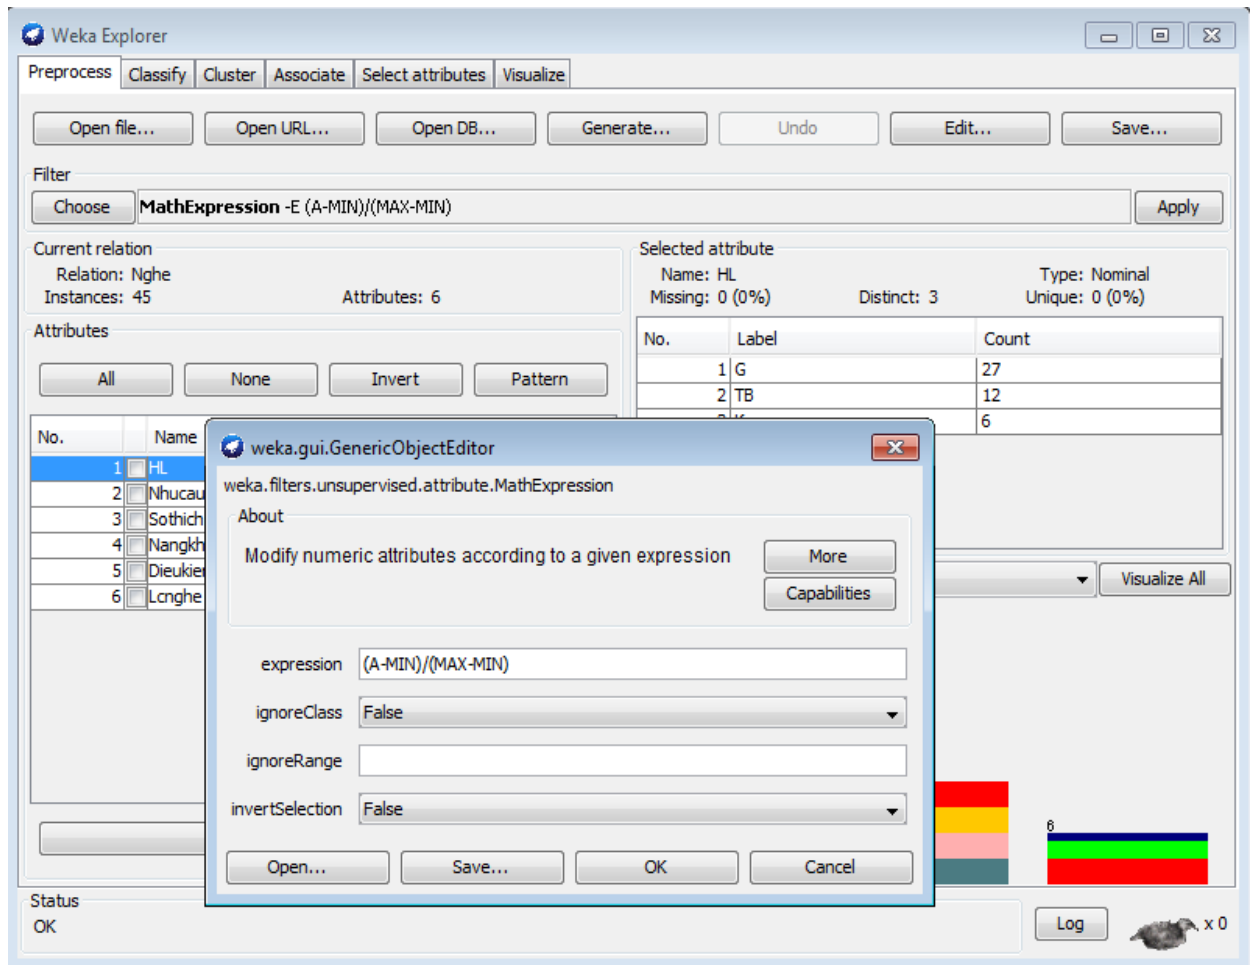 Weka Explorer
Preprocess Classify Cluster Associate Select attributes Visualize
Open file... Open URL... Open DB... Generate... Undo Edit... Save...
Filter
Choose MathExpression -E (A-MIN)/(MAX-MIN) Apply
Current relation
Relation: Nghe
Instances: 45 Attributes: 6
Selected attribute
Name: HL Type: Nominal
Missing: 0 (0%) Distinct: 3 Unique: 0 (0%)
No. Label Count
1 G 27
2 TB 12
6
Attributes
All None Invert Pattern
No. Name
1 HL
2 Nhucau
3 Sothich
4 Nangkh
5 Dieukie
6 Lcnghe
Visualize All
6
weka.gui.GenericObjectEditor
weka.filters.unsupervised.attribute.MathExpression
About
Modify numeric attributes according to a given expression More
Capabilities
expression (A-MIN)/(MAX-MIN)
ignoreClass False
ignoreRange
invertSelection False
Open... Save... OK Cancel
Status
OK
Log x 0